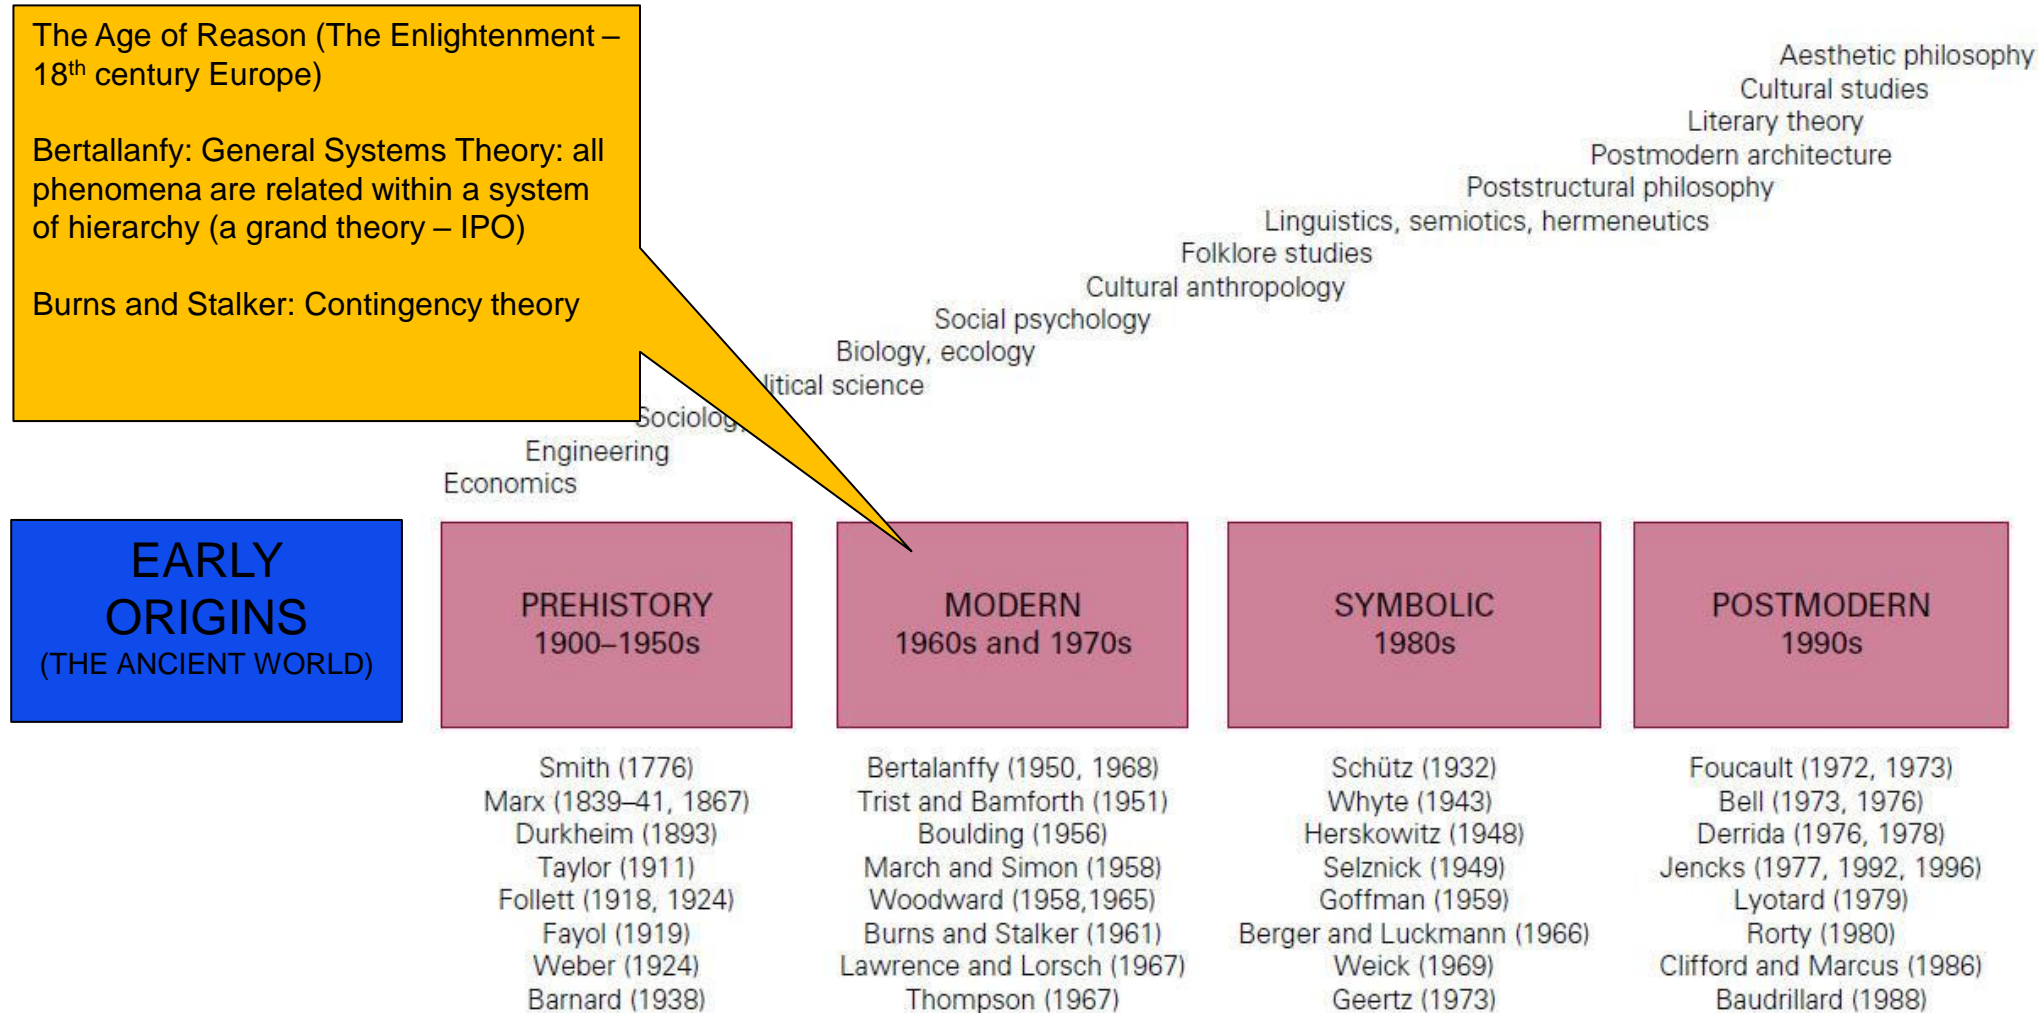 The Age of Reason (The Enlightenment –
18th century Europe)
Bertallanfy: General Systems Theory: all
phenomena are related within a system
of hierarchy (a grand theory – IPO)
Burns and Stalker: Contingency theory
Aesthetic philosophy
Cultural studies
Literary theory
Postmodern architecture
Poststructural philosophy
Linguistics, semiotics, hermeneutics
Folklore studies
Cultural anthropology
Social psychology
Biology, ecology
litical science
Sociolog
Engineering
Economics
EARLY
ORIGINS
(THE ANCIENT WORLD)
PREHISTORY
1900–1950s
MODERN
1960s and 1970s
SYMBOLIC
1980s
POSTMODERN
1990s
Smith (1776)
Marx (1839–41, 1867)
Durkheim (1893)
Taylor (1911)
Follett (1918, 1924)
Fayol (1919)
Weber (1924)
Barnard (1938)
Bertalanffy (1950, 1968)
Trist and Bamforth (1951)
Boulding (1956)
March and Simon (1958)
Woodward (1958,1965)
Burns and Stalker (1961)
Lawrence and Lorsch (1967)
Thompson (1967)
Schütz (1932)
Whyte (1943)
Herskowitz (1948)
Selznick (1949)
Goffman (1959)
Berger and Luckmann (1966)
Weick (1969)
Geertz (1973)
Foucault (1972, 1973)
Bell (1973, 1976)
Derrida (1976, 1978)
Jencks (1977, 1992, 1996)
Lyotard (1979)
Rorty (1980)
Clifford and Marcus (1986)
Baudrillard (1988)